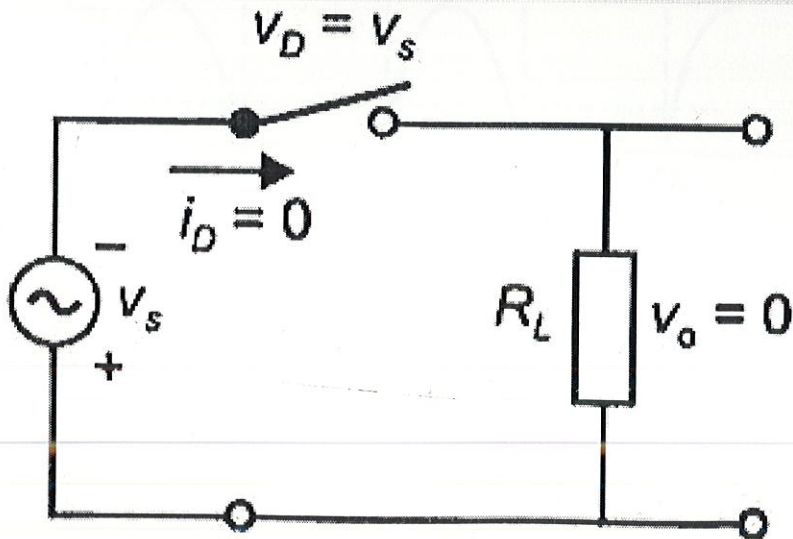 v_D = v_s
i_D = 0
−
v_s
+
R_L
v_o = 0